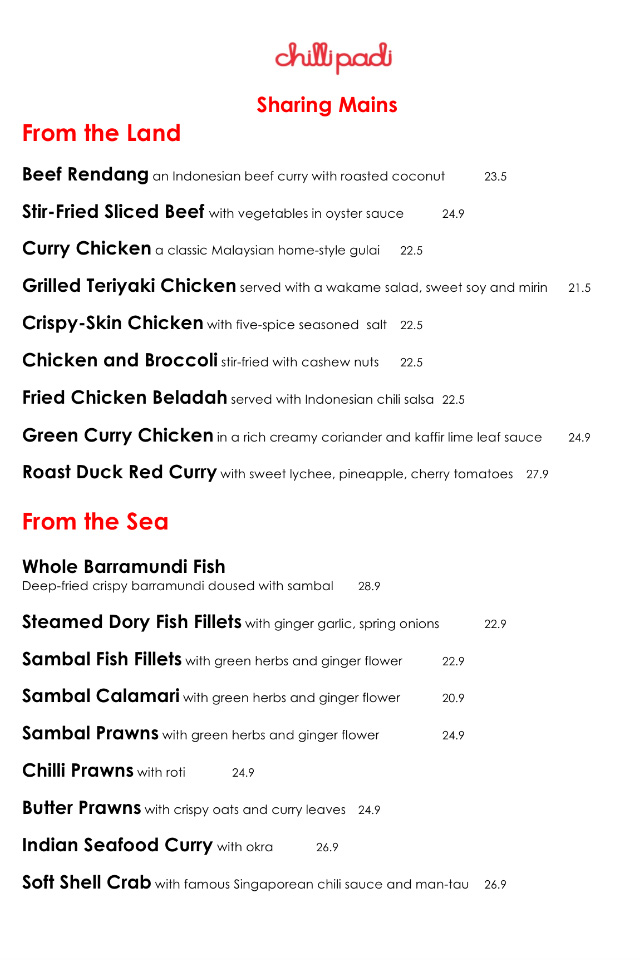 chillipadi
Sharing Mains
From the Land
Beef Rendang an Indonesian beef curry with roasted coconut 23.5
Stir-Fried Sliced Beef with vegetables in oyster sauce 24.9
Curry Chicken a classic Malaysian home-style gulai 22.5
Grilled Teriyaki Chicken served with a wakame salad, sweet soy and mirin 21.5
Crispy-Skin Chicken with five-spice seasoned salt 22.5
Chicken and Broccoli stir-fried with cashew nuts 22.5
Fried Chicken Beladah served with Indonesian chili salsa 22.5
Green Curry Chicken in a rich creamy coriander and kaffir lime leaf sauce 24.9
Roast Duck Red Curry with sweet lychee, pineapple, cherry tomatoes 27.9
From the Sea
Whole Barramundi Fish
Deep-fried crispy barramundi doused with sambal 28.9
Steamed Dory Fish Fillets with ginger garlic, spring onions 22.9
Sambal Fish Fillets with green herbs and ginger flower 22.9
Sambal Calamari with green herbs and ginger flower 20.9
Sambal Prawns with green herbs and ginger flower 24.9
Chilli Prawns with roti 24.9
Butter Prawns with crispy oats and curry leaves 24.9
Indian Seafood Curry with okra 26.9
Soft Shell Crab with famous Singaporean chili sauce and man-tau 26.9